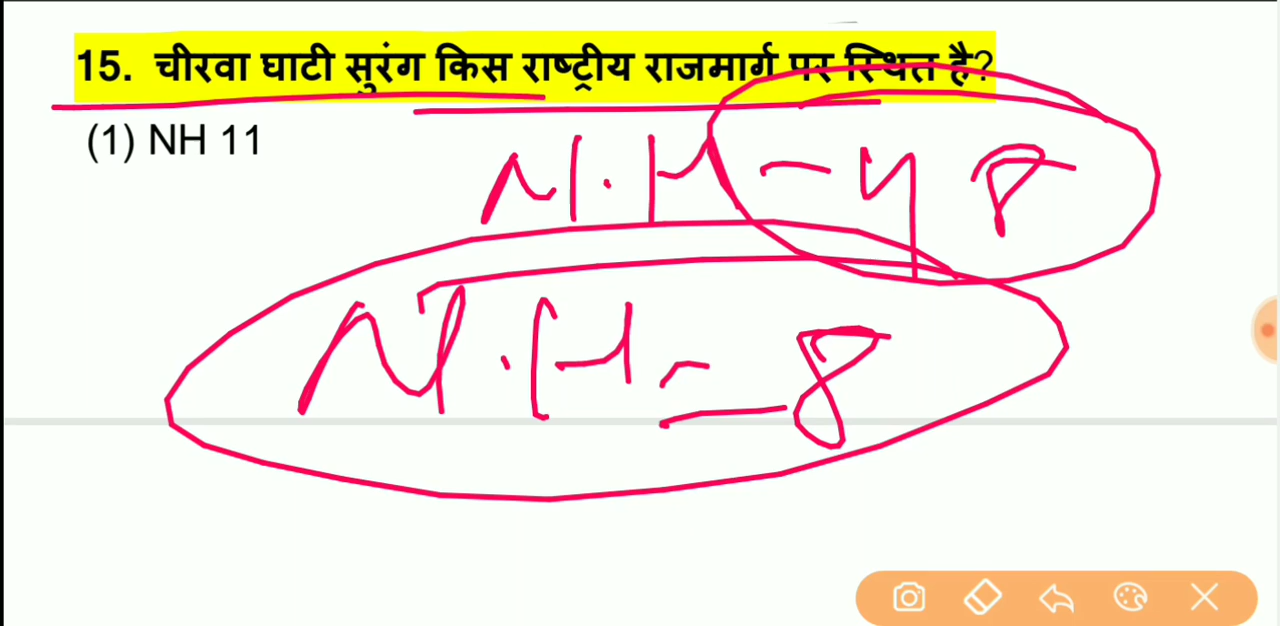 15. चीरवा घाटी सुरंग किस राष्ट्रीय राजमार्ग पर स्थित है?
(1) NH 11
N.H - 48
N.H - 8